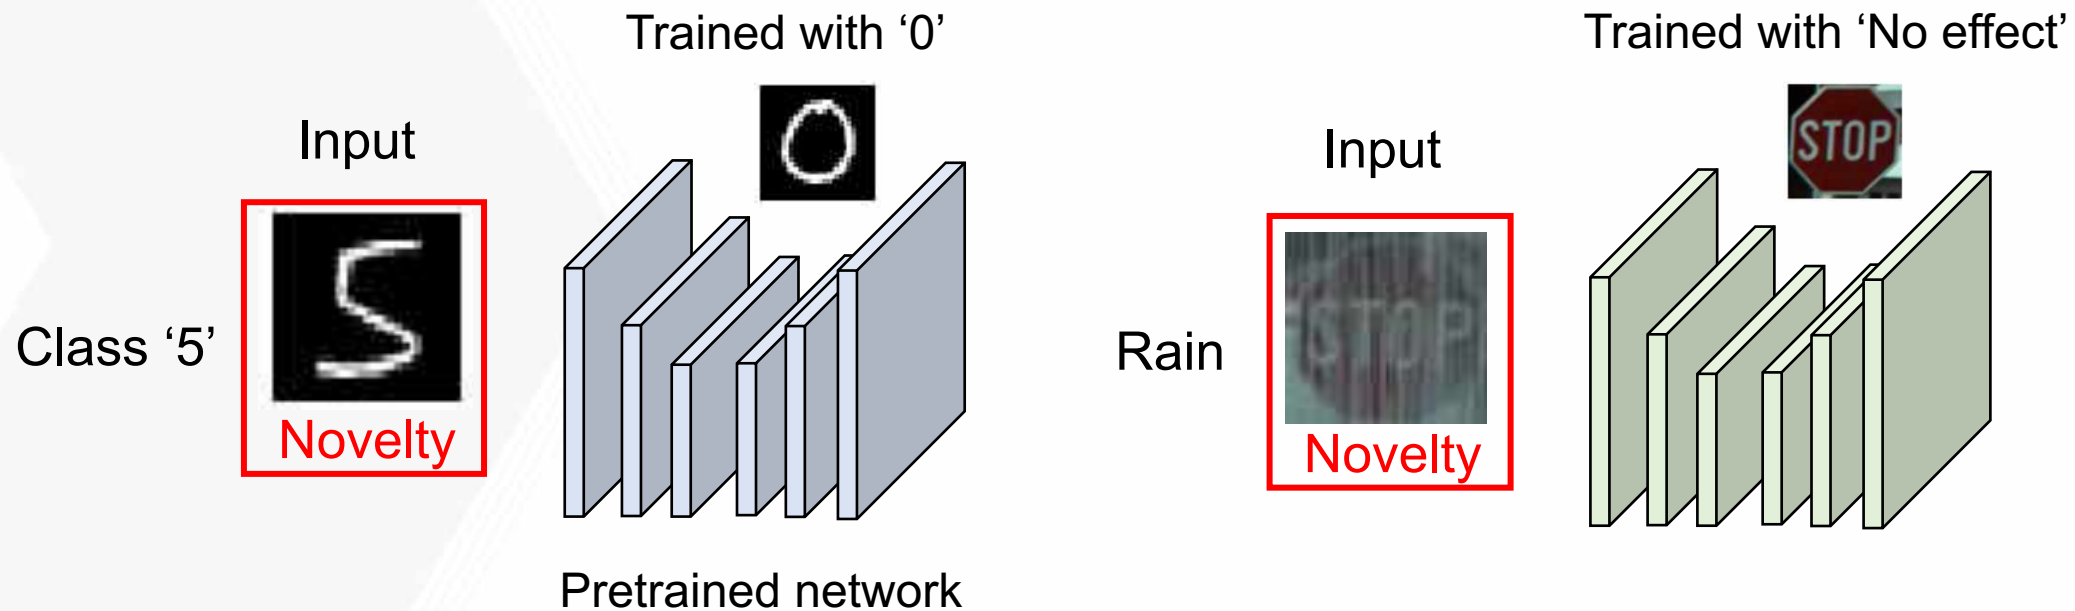 Trained with ‘0’
Input
Class ‘5’
Novelty
Pretrained network
Trained with ‘No effect’
STOP
Input
Rain
STOP
Novelty